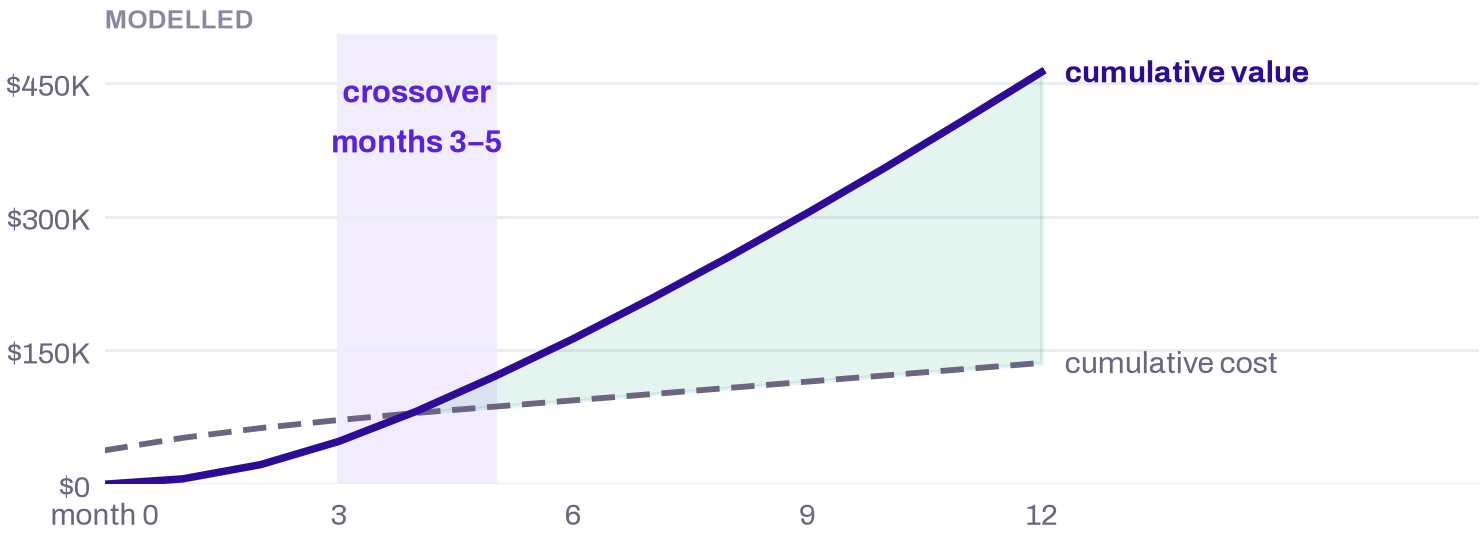 MODELLED
$450K
crossover
cumulative value
months 3–5
$300K
$150K
cumulative cost
$0
month 0 3 6 9 12